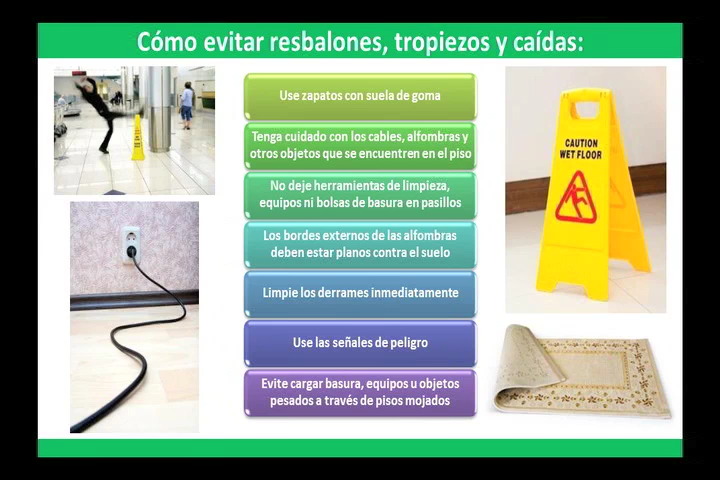 Cómo evitar resbalones, tropiezos y caídas:
Use zapatos con suela de goma
Tenga cuidado con los cables, alfombras y
otros objetos que se encuentren en el piso
No deje herramientas de limpieza,
equipos ni bolsas de basura en pasillos
Los bordes externos de las alfombras
deben estar planos contra el suelo
Limpie los derrames inmediatamente
Use las señales de peligro
Evite cargar basura, equipos u objetos
pesados a través de pisos mojados
CAUTION
WET FLOOR